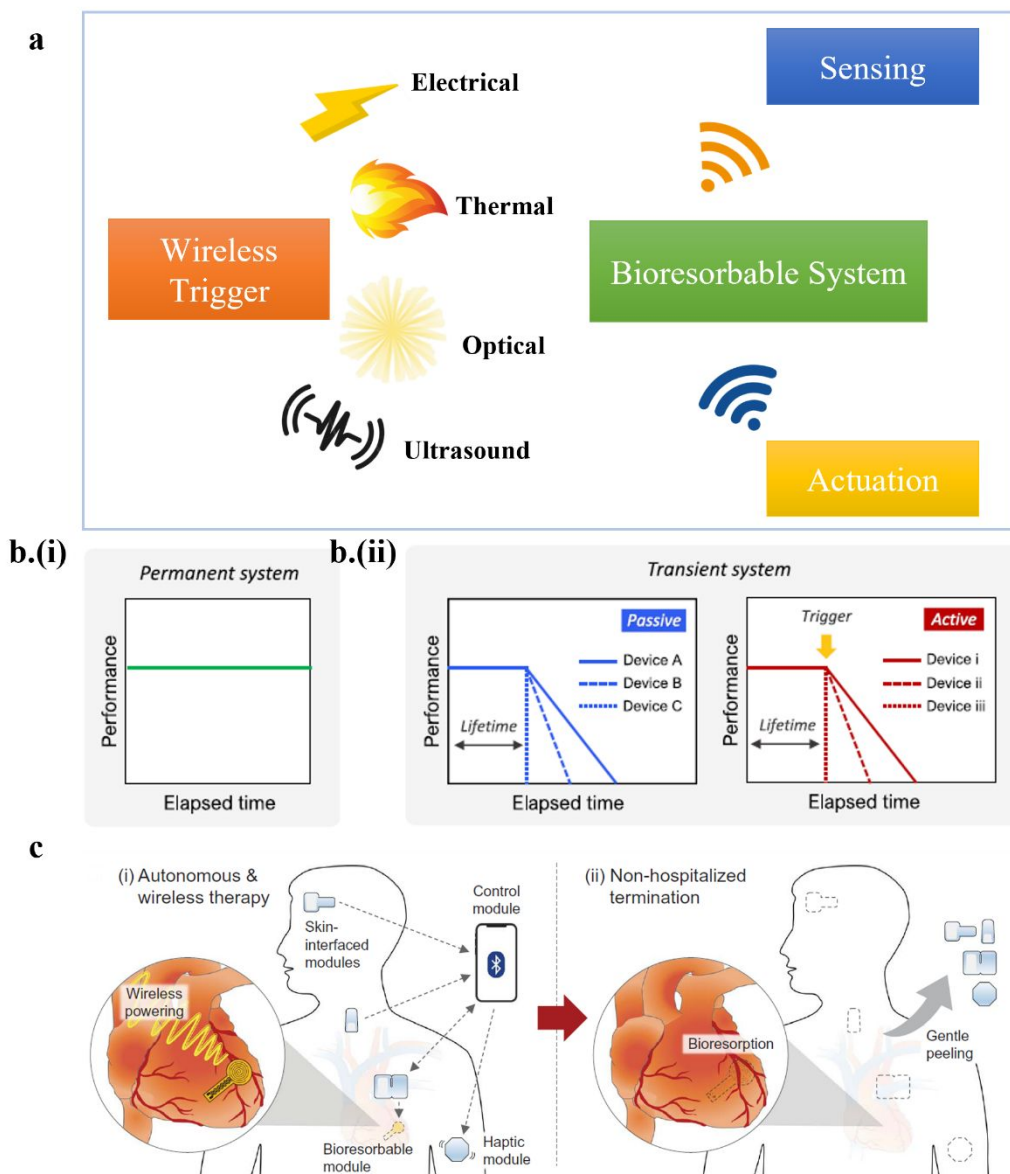 a
Electrical
Sensing
Thermal
Wireless
Trigger
Bioresorbable System
Optical
Ultrasound
Actuation
b.(i)
Permanent system
Performance
Elapsed time
b.(ii)
Transient system
Performance
Passive
Device A
Device B
Device C
Lifetime
Elapsed time
Performance
Trigger
Active
Device i
Device ii
Device iii
Lifetime
Elapsed time
c
(i) Autonomous &
wireless therapy
Skin-
interfaced
modules
Control
module
Wireless
powering
Bioresorbable
module
Haptic
module
(ii) Non-hospitalized
termination
Bioresorption
Gentle
peeling